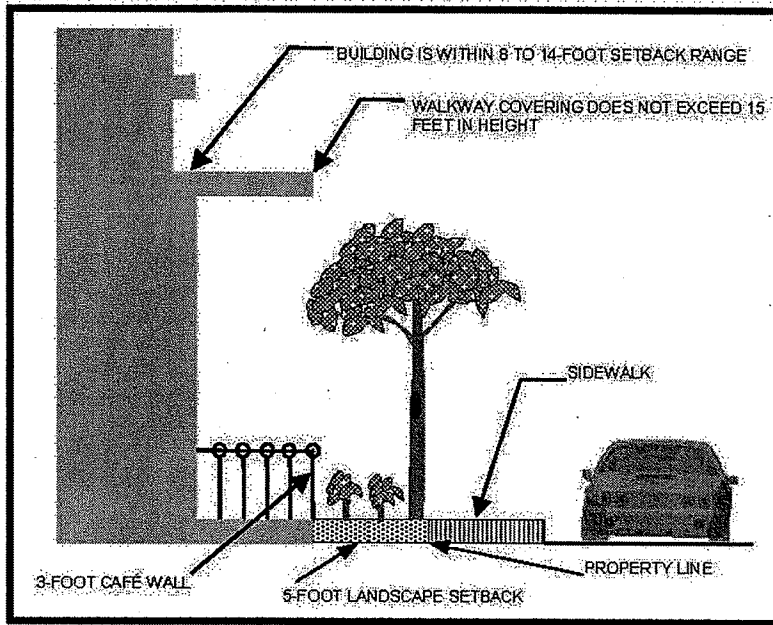 BUILDING IS WITHIN 8 TO 14-FOOT SETBACK RANGE
WALKWAY COVERING DOES NOT EXCEED 15
FEET IN HEIGHT
SIDEWALK
3-FOOT CAFÉ WALL
PROPERTY LINE
5-FOOT LANDSCAPE SETBACK